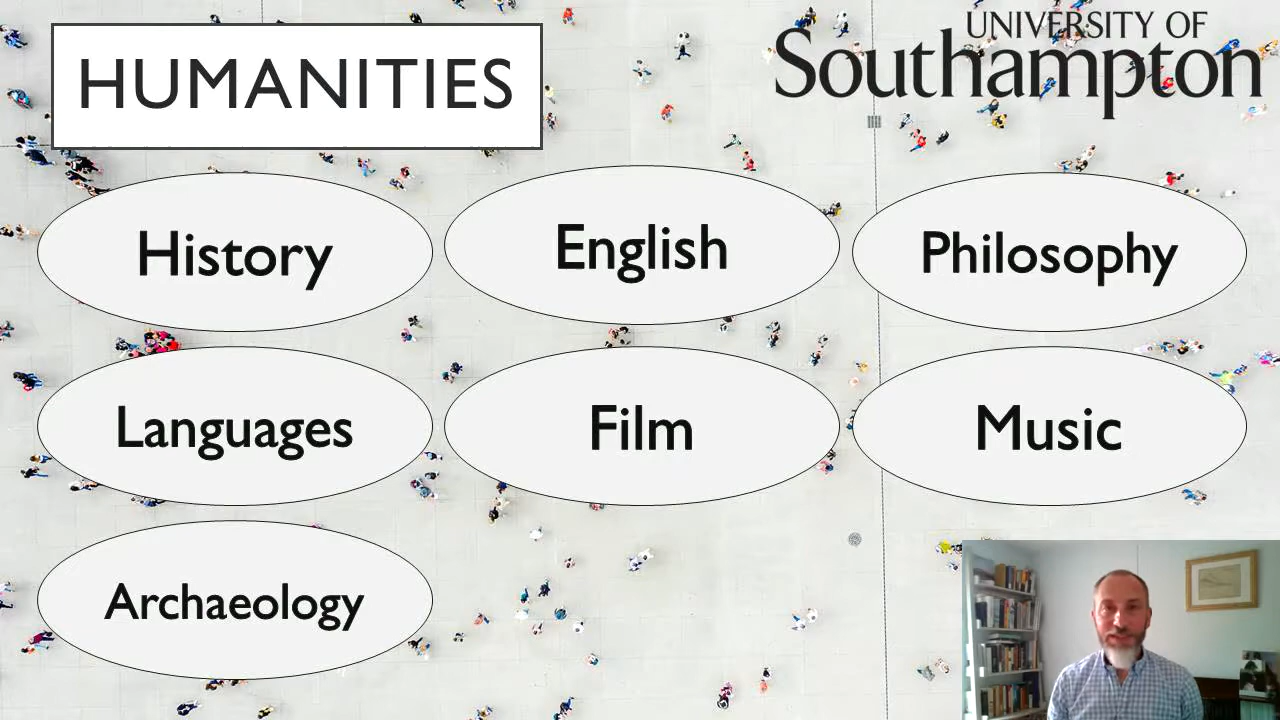 HUMANITIES
UNIVERSITY OF
Southampton
History
English
Philosophy
Languages
Film
Music
Archaeology